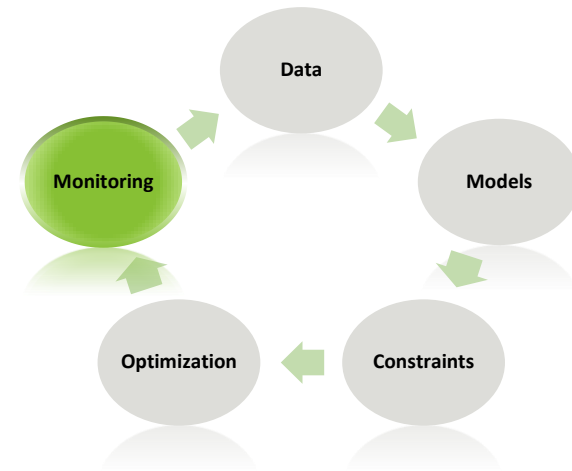 Data
Monitoring
Models
Optimization
Constraints